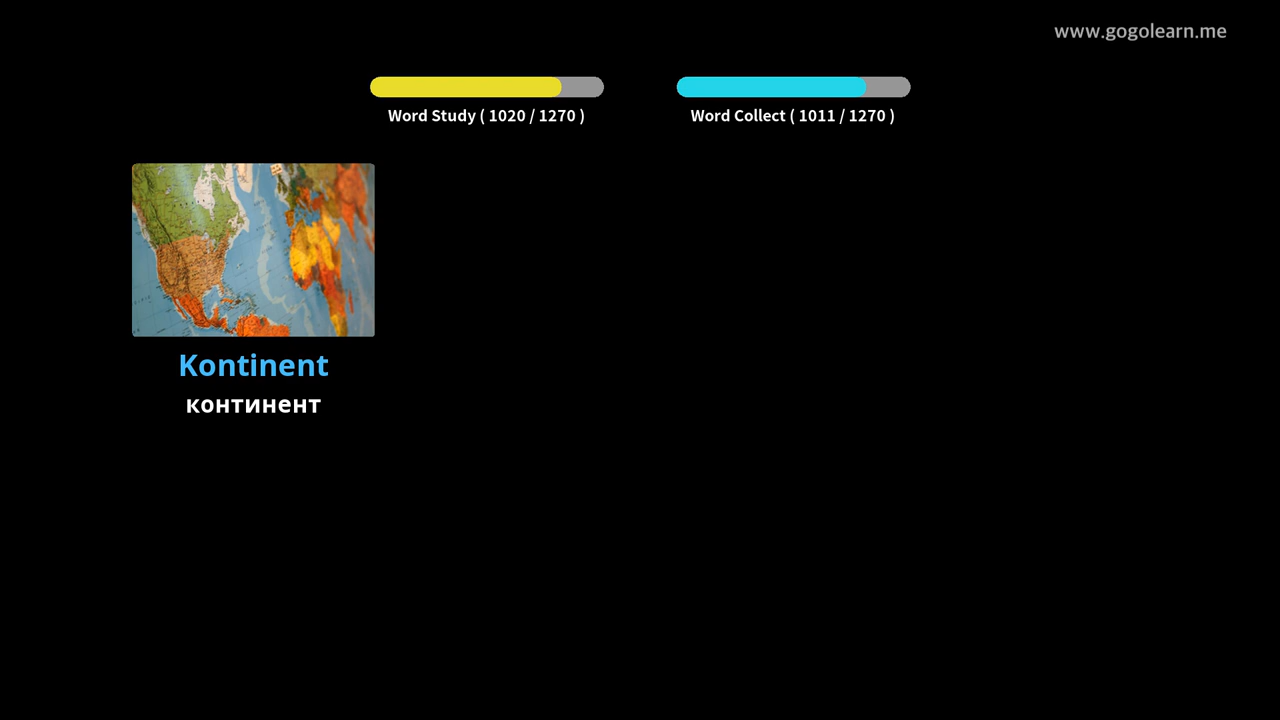 www.gogolearn.me
Word Study ( 1020 / 1270 )
Word Collect ( 1011 / 1270 )
Kontinent
континент